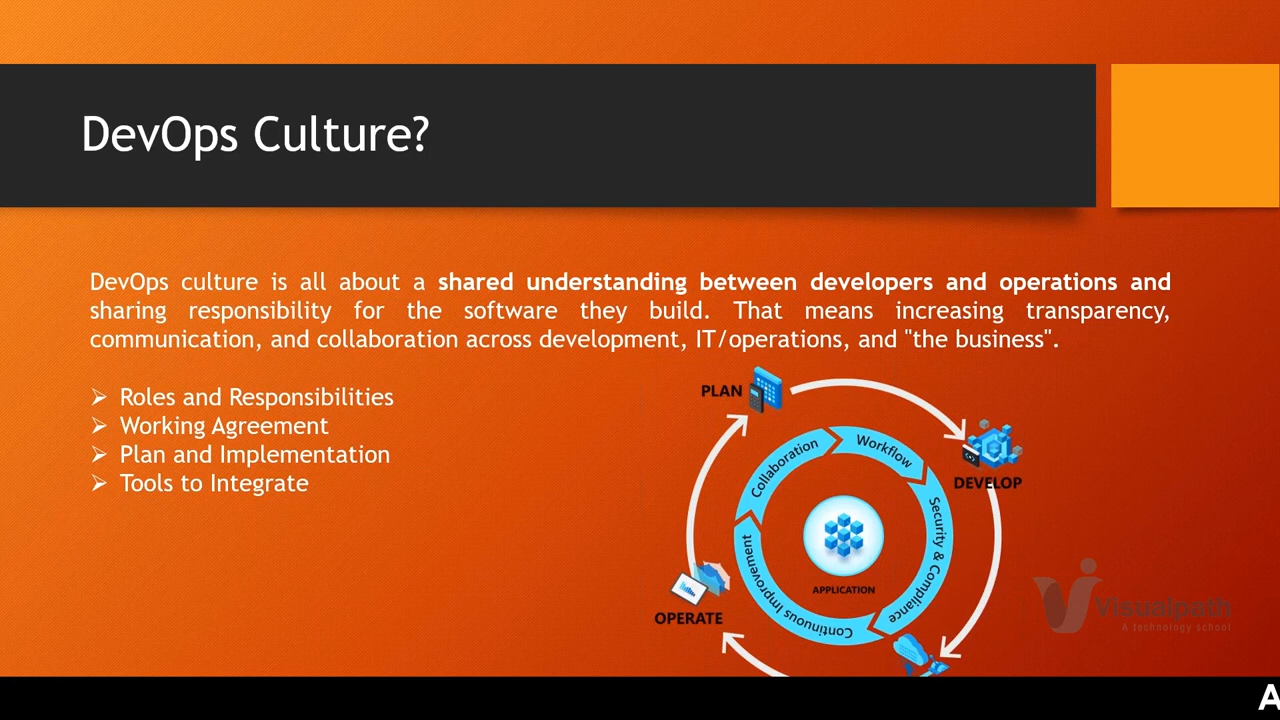 DevOps Culture?
DevOps culture is all about a shared understanding between developers and operations and
sharing responsibility for the software they build. That means increasing transparency,
communication, and collaboration across development, IT/operations, and "the business".
➢ Roles and Responsibilities
➢ Working Agreement
➢ Plan and Implementation
➢ Tools to Integrate
PLAN
DEVELOP
OPERATE
Collaboration
Workflow
Security & Compliance
Continuous Improvement
APPLICATION
Visualpath
A technology school
A